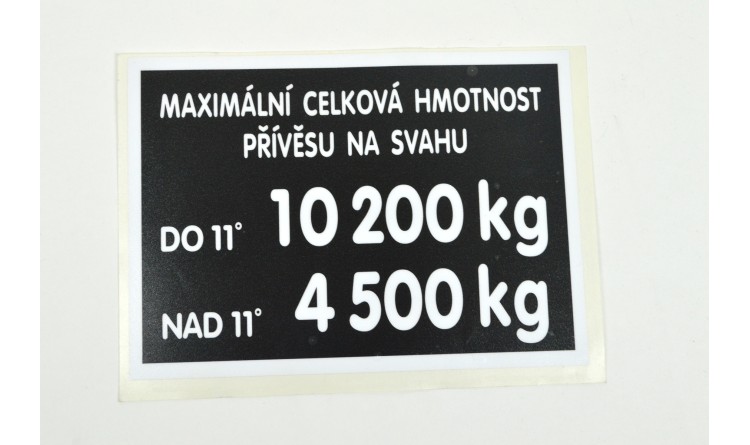 MAXIMÁLNÍ CELKOVÁ HMOTNOST
PŘÍVĚSU NA SVAHU
DO 11° 10 200 kg
NAD 11° 4 500 kg